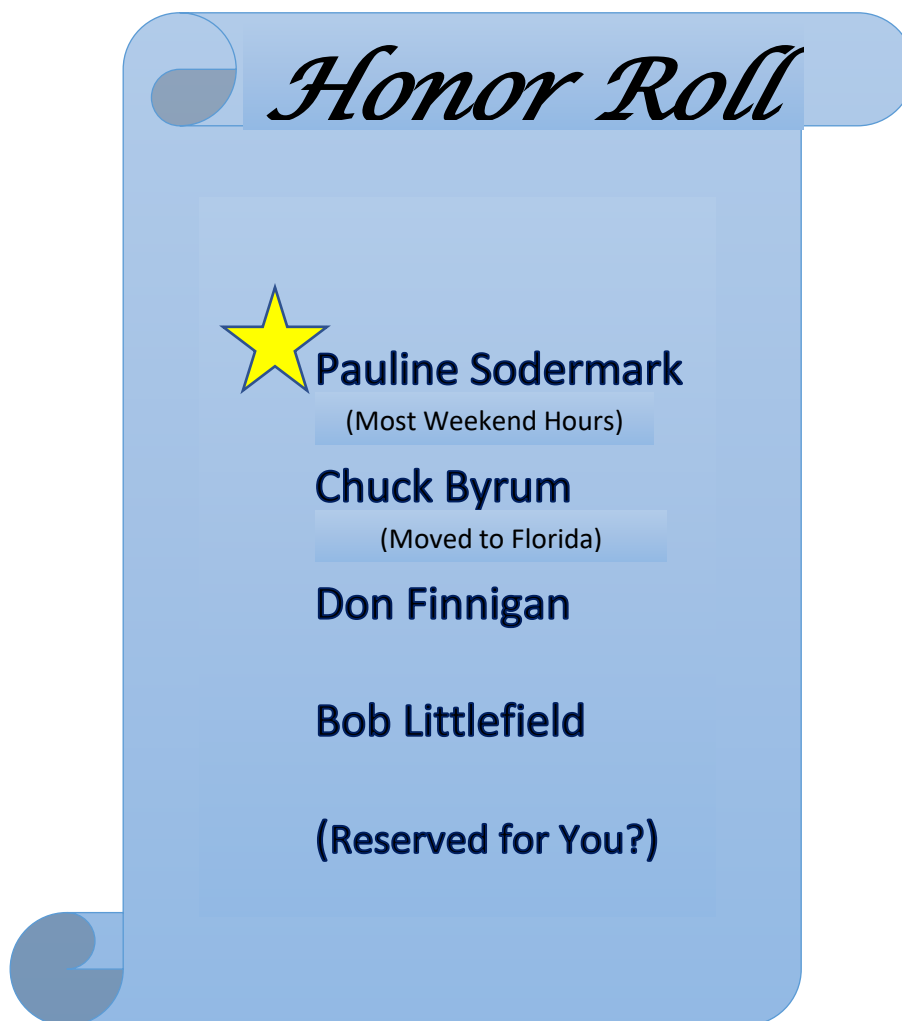 Honor Roll
Pauline Sodermark
(Most Weekend Hours)
Chuck Byrum
(Moved to Florida)
Don Finnigan
Bob Littlefield
(Reserved for You?)